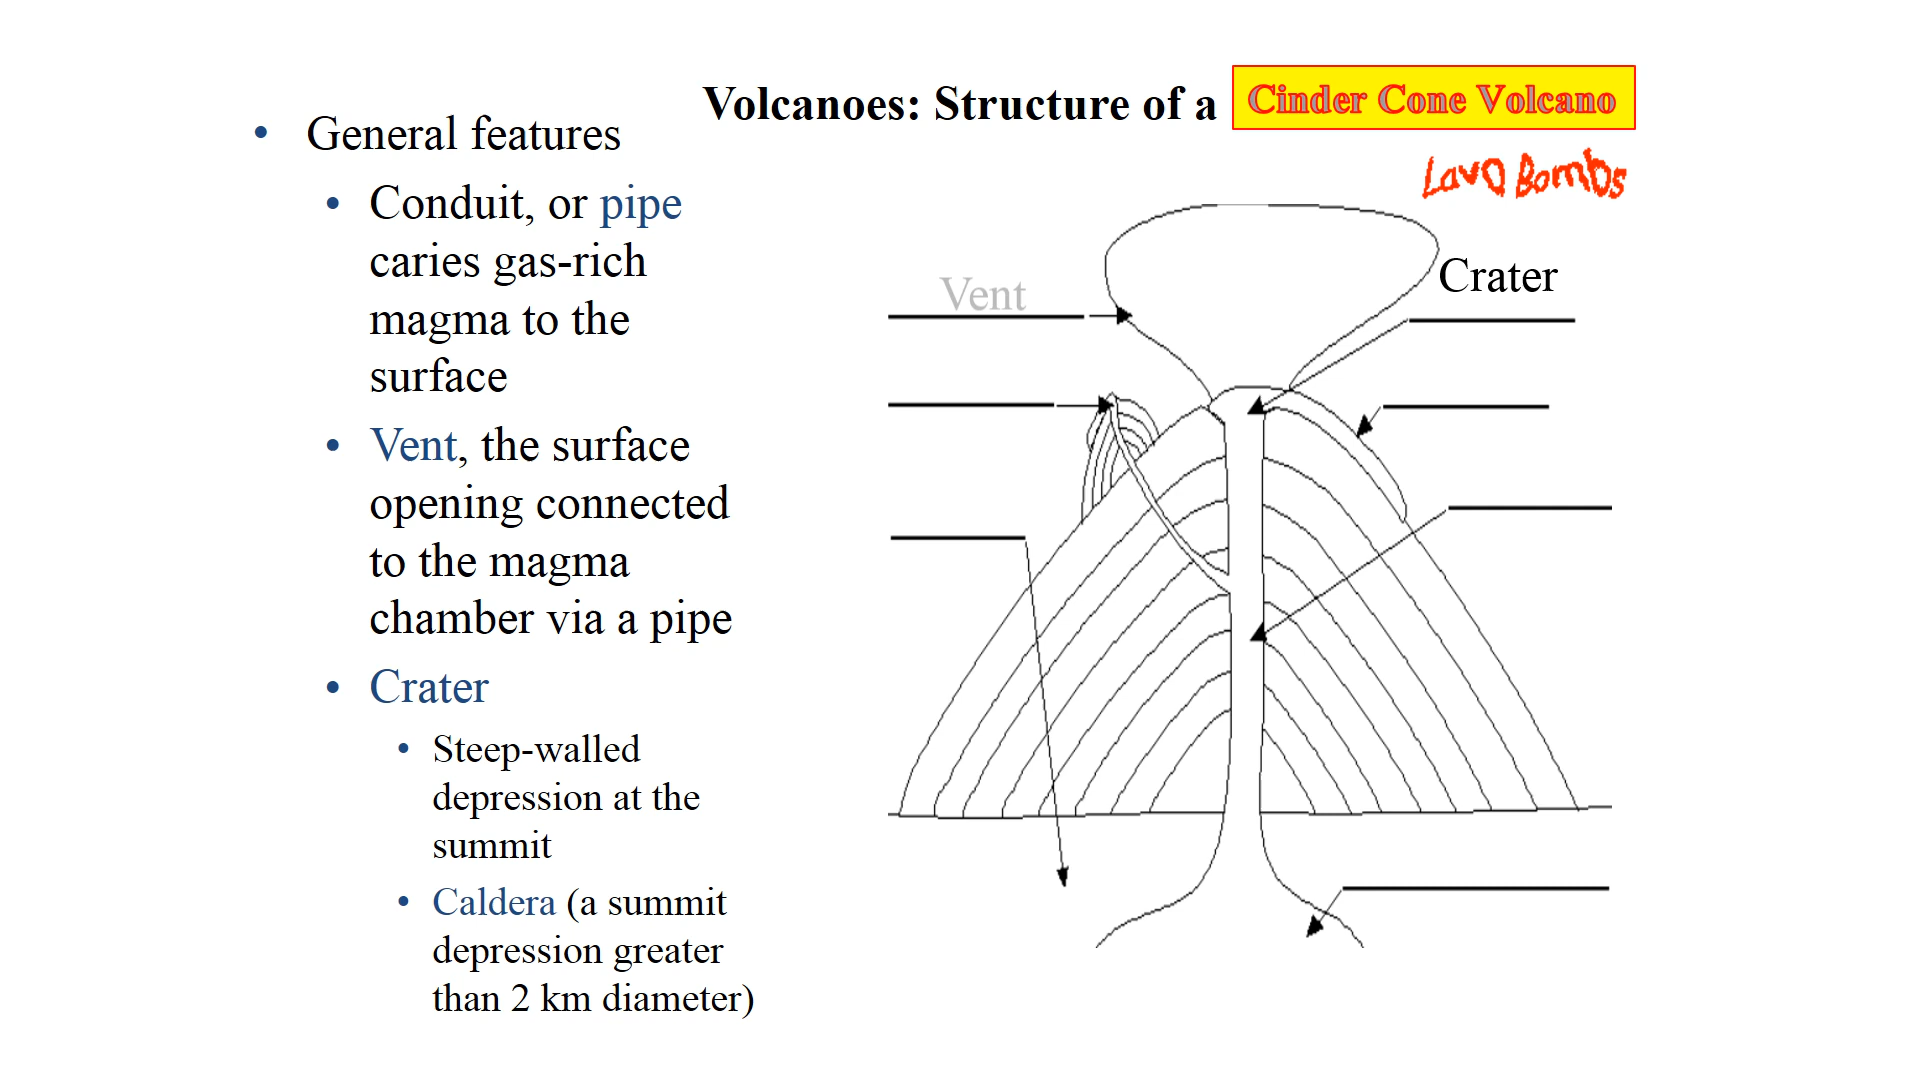 Volcanoes: Structure of a Cinder Cone Volcano
• General features
• Conduit, or pipe
caries gas-rich
magma to the
surface
• Vent, the surface
opening connected
to the magma
chamber via a pipe
• Crater
• Steep-walled
depression at the
summit
• Caldera (a summit
depression greater
than 2 km diameter)
Lava Bombs
Vent
Crater